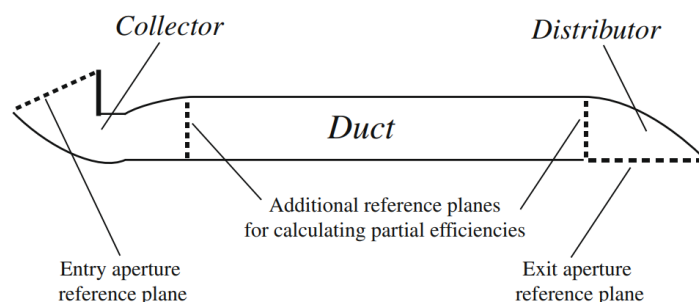 Collector
Distributor
Duct
Additional reference planes
for calculating partial efficiencies
Entry aperture
reference plane
Exit aperture
reference plane